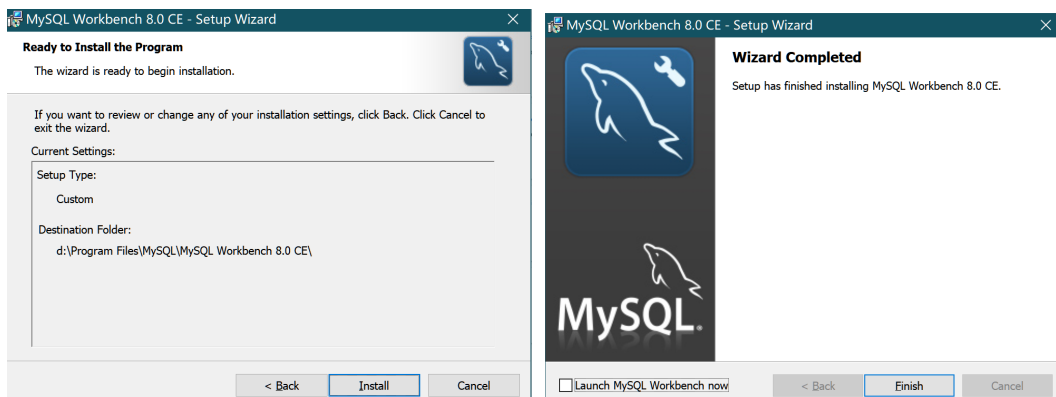 MySQL Workbench 8.0 CE - Setup Wizard
Ready to Install the Program
The wizard is ready to begin installation.
If you want to review or change any of your installation settings, click Back. Click Cancel to
exit the wizard.
Current Settings:
Setup Type:
Custom
Destination Folder:
d:\Program Files\MySQL\MySQL Workbench 8.0 CE\
< Back Install Cancel
MySQL Workbench 8.0 CE - Setup Wizard
Wizard Completed
Setup has finished installing MySQL Workbench 8.0 CE.
MySQL.
Launch MySQL Workbench now
< Back Finish Cancel